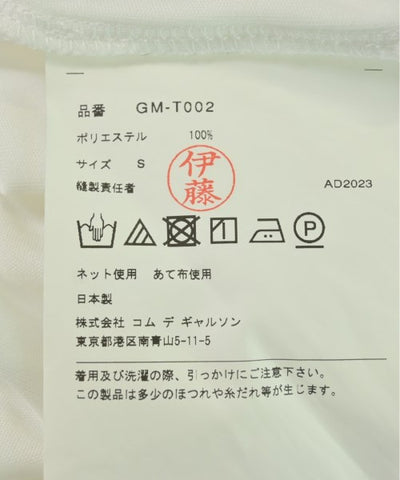 品番 GM-T002
ポリエステル 100%
サイズ S
縫製責任者
伊藤
AD2023
P
ネット使用 あて布使用
日本製
株式会社 コム デ ギャルソン
東京都港区南青山5-11-5
着用及び洗濯の際、引っかけにご注意下さい。
この製品は多少のほつれや糸だれ等が生じます。